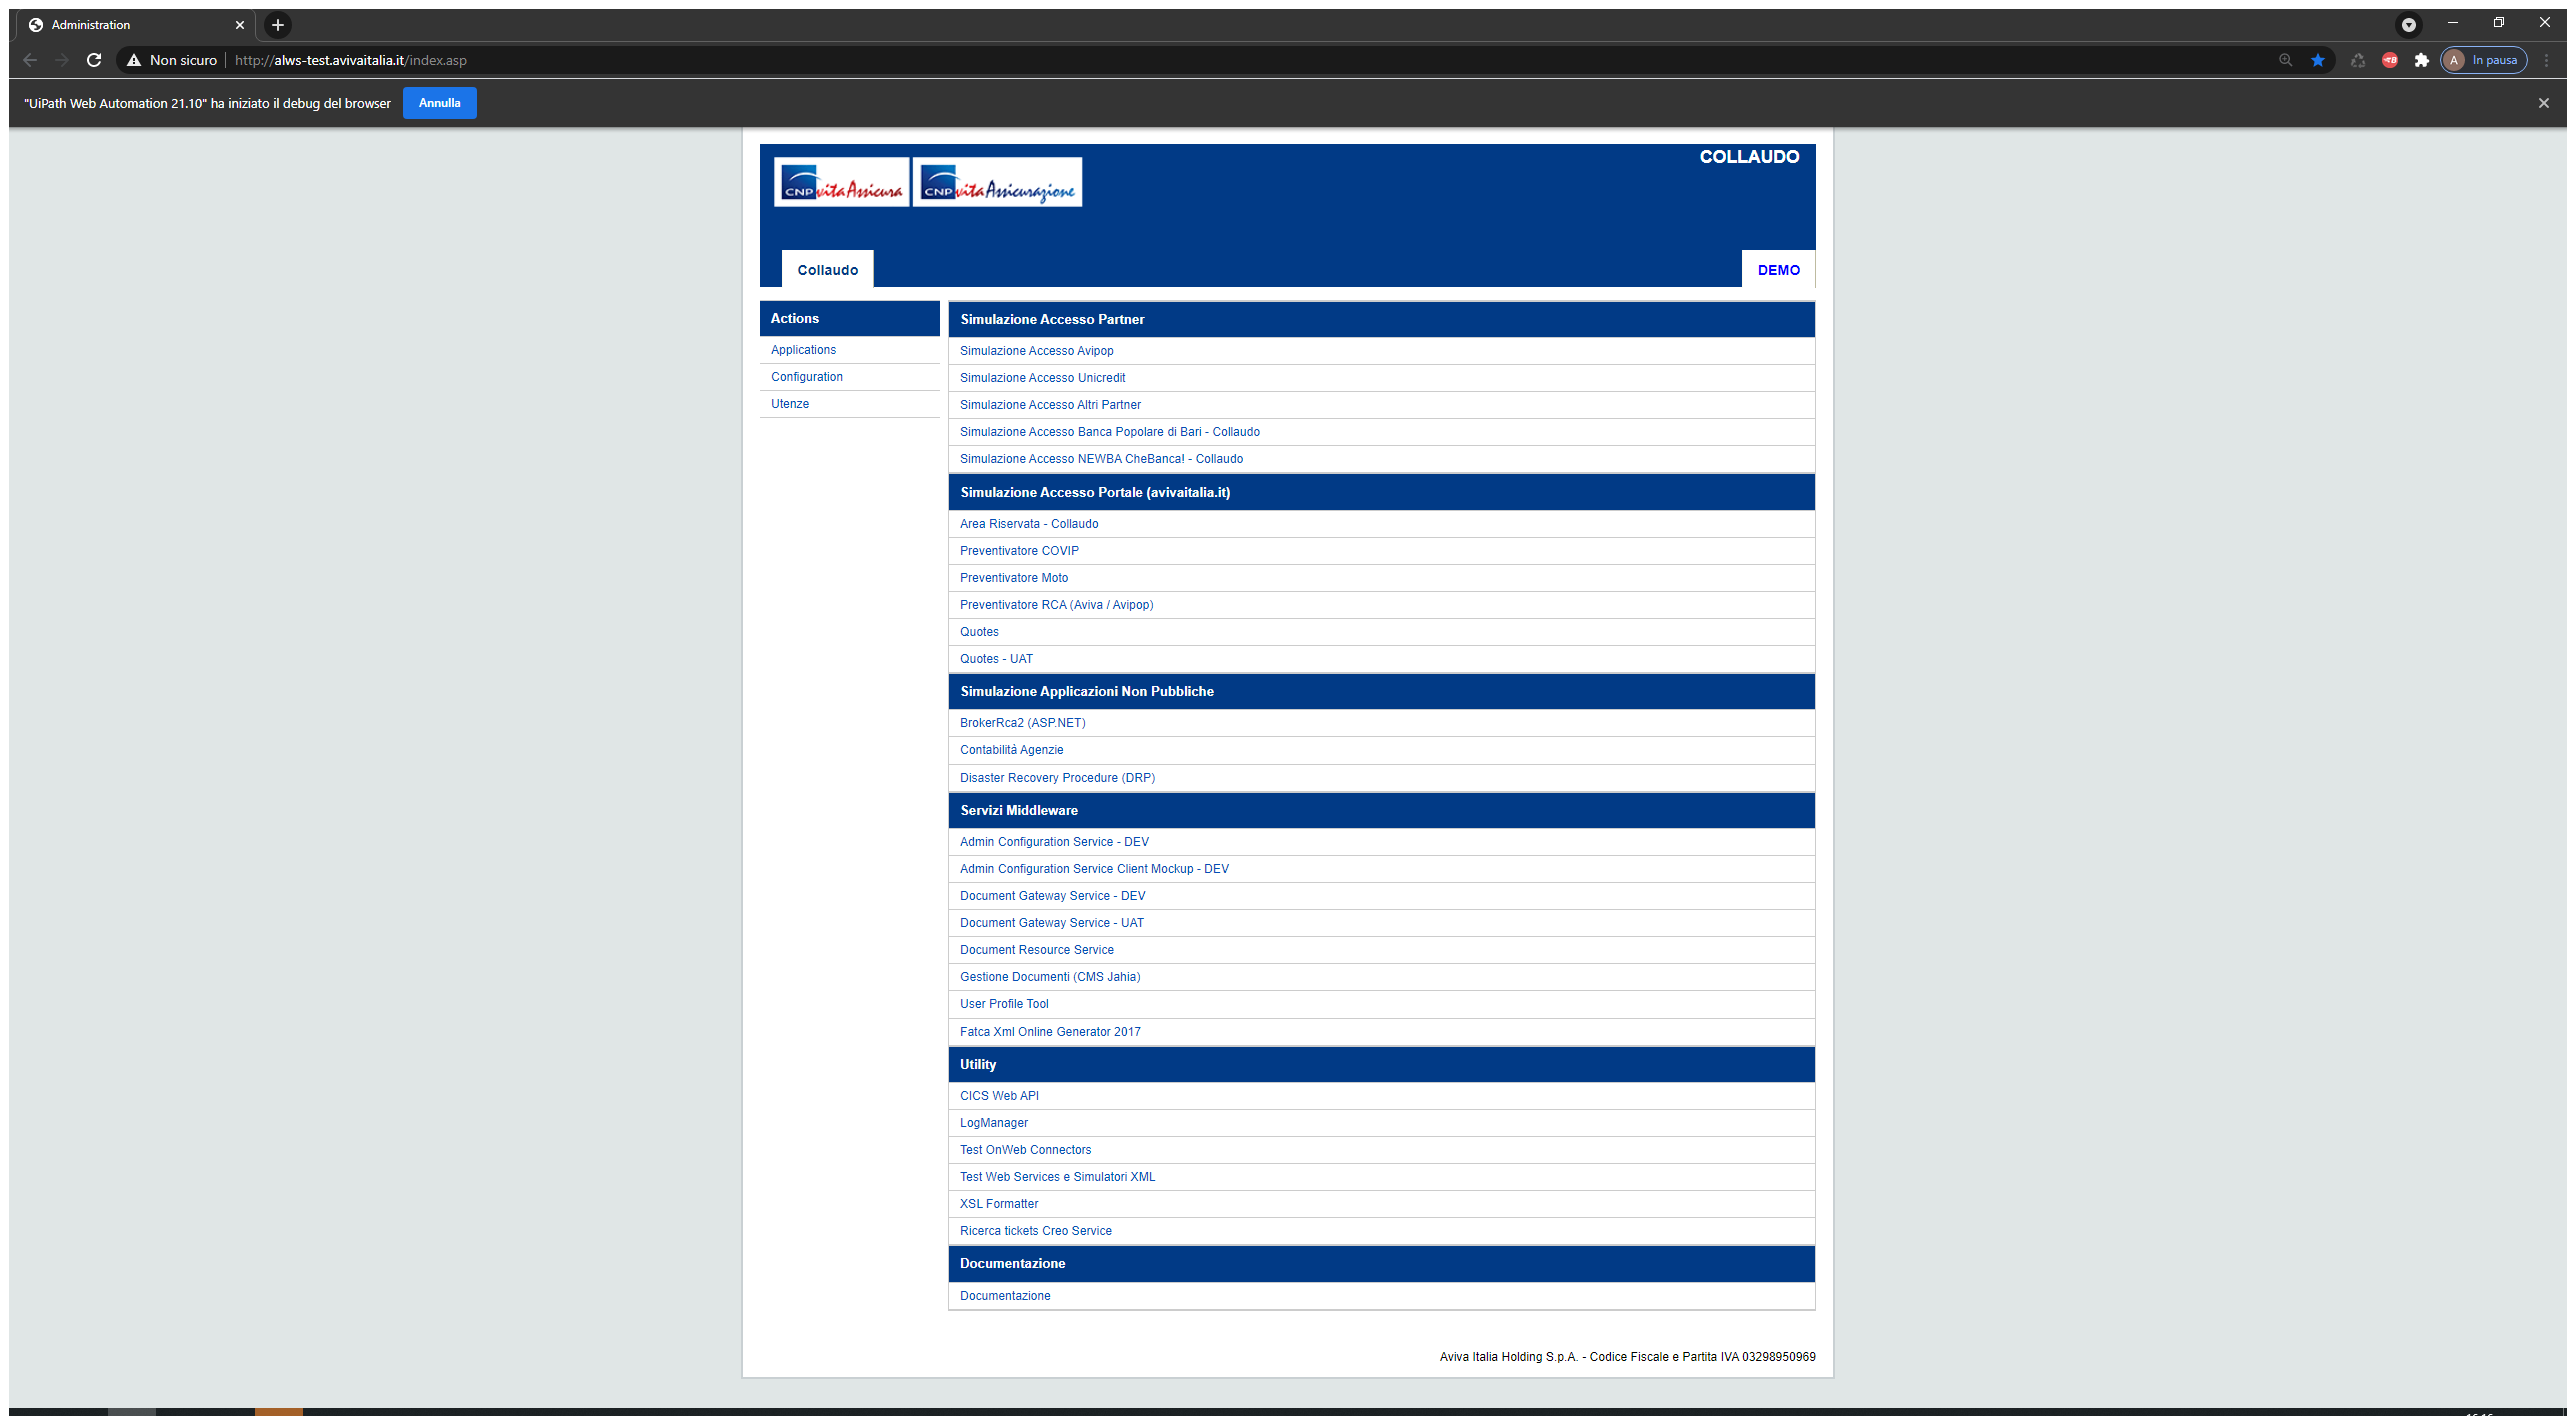 Administration
Non sicuro http://alws-test.avivaitalia.it/index.asp
A In pausa
"UiPath Web Automation 21.10" ha iniziato il debug del browser Annulla
COLLAUDO
CNP vita Assicura CNP vita Assicurazione
Collaudo DEMO
Actions
Applications
Configuration
Utenze
Simulazione Accesso Partner
Simulazione Accesso Avipop
Simulazione Accesso Unicredit
Simulazione Accesso Altri Partner
Simulazione Accesso Banca Popolare di Bari - Collaudo
Simulazione Accesso NEWBA CheBanca! - Collaudo
Simulazione Accesso Portale (avivaitalia.it)
Area Riservata - Collaudo
Preventivatore COVIP
Preventivatore Moto
Preventivatore RCA (Aviva / Avipop)
Quotes
Quotes - UAT
Simulazione Applicazioni Non Pubbliche
BrokerRca2 (ASP.NET)
Contabilità Agenzie
Disaster Recovery Procedure (DRP)
Servizi Middleware
Admin Configuration Service - DEV
Admin Configuration Service Client Mockup - DEV
Document Gateway Service - DEV
Document Gateway Service - UAT
Document Resource Service
Gestione Documenti (CMS Jahia)
User Profile Tool
Fatca Xml Online Generator 2017
Utility
CICS Web API
LogManager
Test OnWeb Connectors
Test Web Services e Simulatori XML
XSL Formatter
Ricerca tickets Creo Service
Documentazione
Documentazione
Aviva Italia Holding S.p.A. - Codice Fiscale e Partita IVA 03298950969